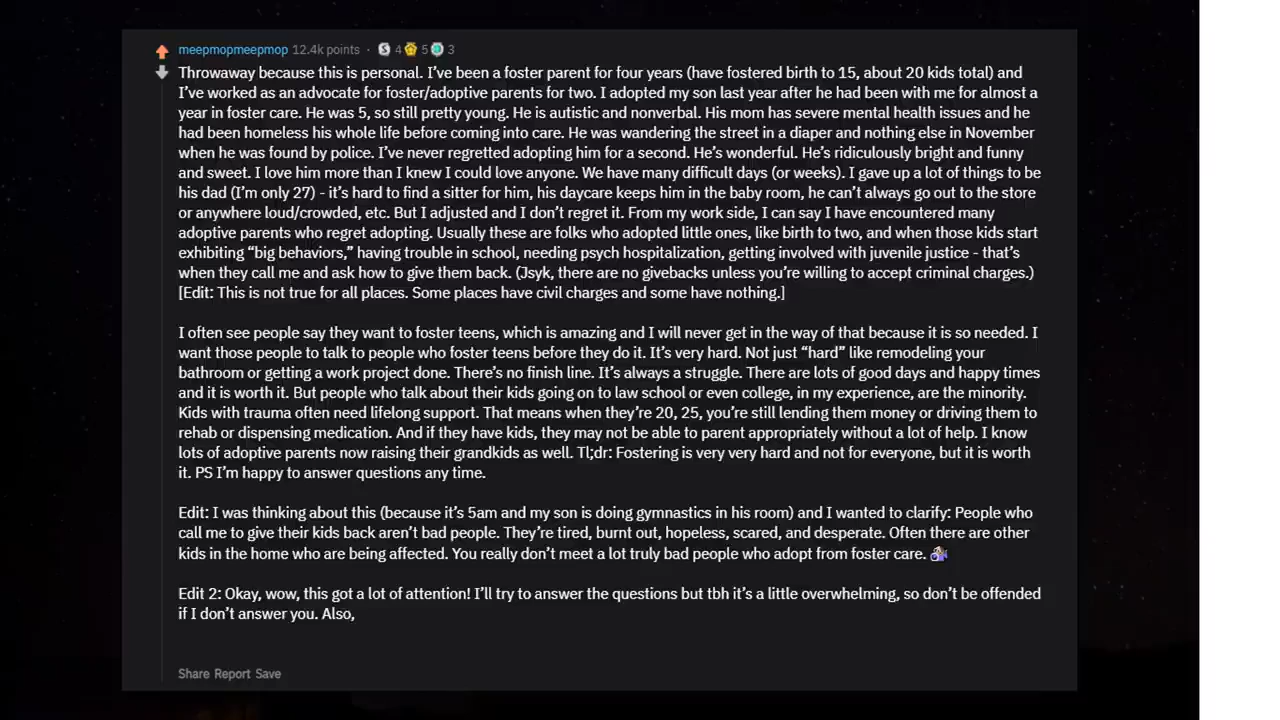 meepmopmeepmop 12.4k points · 4 5 3
Throwaway because this is personal. I've been a foster parent for four years (have fostered birth to 15, about 20 kids total) and
I've worked as an advocate for foster/adoptive parents for two. I adopted my son last year after he had been with me for almost a
year in foster care. He was 5, so still pretty young. He is autistic and nonverbal. His mom has severe mental health issues and he
had been homeless his whole life before coming into care. He was wandering the street in a diaper and nothing else in November
when he was found by police. I've never regretted adopting him for a second. He's wonderful. He's ridiculously bright and funny
and sweet. I love him more than I knew I could love anyone. We have many difficult days (or weeks). I gave up a lot of things to be
his dad (I'm only 27) - it's hard to find a sitter for him, his daycare keeps him in the baby room, he can't always go out to the store
or anywhere loud/crowded, etc. But I adjusted and I don't regret it. From my work side, I can say I have encountered many
adoptive parents who regret adopting. Usually these are folks who adopted little ones, like birth to two, and when those kids start
exhibiting “big behaviors,” having trouble in school, needing psych hospitalization, getting involved with juvenile justice - that's
when they call me and ask how to give them back. (Jsyk, there are no givebacks unless you're willing to accept criminal charges.)
[Edit: This is not true for all places. Some places have civil charges and some have nothing.]
I often see people say they want to foster teens, which is amazing and I will never get in the way of that because it is so needed. I
want those people to talk to people who foster teens before they do it. It's very hard. Not just “hard” like remodeling your
bathroom or getting a work project done. There's no finish line. It's always a struggle. There are lots of good days and happy times
and it is worth it. But people who talk about their kids going on to law school or even college, in my experience, are the minority.
Kids with trauma often need lifelong support. That means when they're 20, 25, you're still lending them money or driving them to
rehab or dispensing medication. And if they have kids, they may not be able to parent appropriately without a lot of help. I know
lots of adoptive parents now raising their grandkids as well. Tl;dr: Fostering is very very hard and not for everyone, but it is worth
it. PS I'm happy to answer questions any time.
Edit: I was thinking about this (because it's 5am and my son is doing gymnastics in his room) and I wanted to clarify: People who
call me to give their kids back aren't bad people. They're tired, burnt out, hopeless, scared, and desperate. Often there are other
kids in the home who are being affected. You really don't meet a lot truly bad people who adopt from foster care.
Edit 2: Okay, wow, this got a lot of attention! I'll try to answer the questions but tbh it's a little overwhelming, so don't be offended
if I don't answer you. Also,
Share Report Save